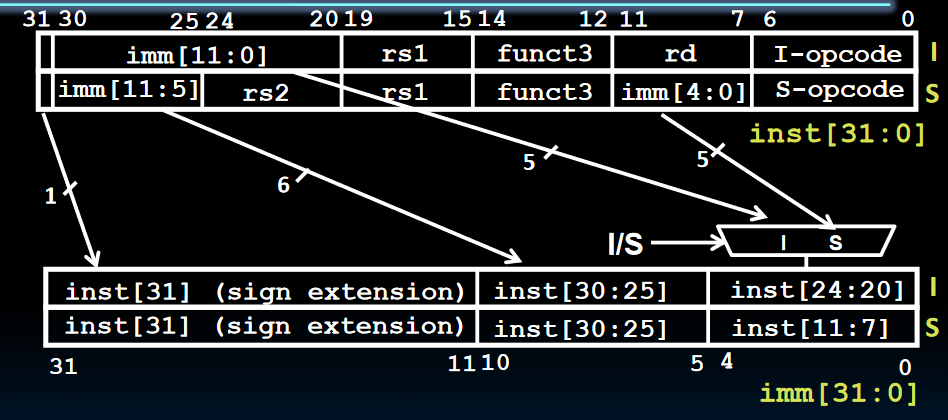 31 30 25 24 20 19 15 14 12 11 7 6 0
imm[11:0] rs1 funct3 rd I-opcode I
imm[11:5] rs2 rs1 funct3 imm[4:0] S-opcode S
inst[31:0]
1 6 5 5
I/S I S
inst[31] (sign extension) inst[30:25] inst[24:20] I
inst[31] (sign extension) inst[30:25] inst[11:7] S
31 11 10 5 4 0
imm[31:0]